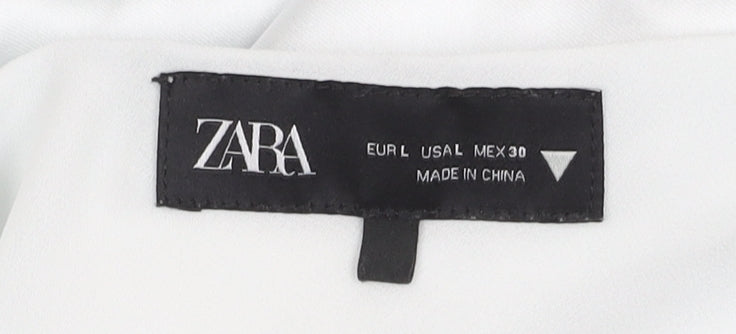 ZARA
EUR L USA L MEX 30
MADE IN CHINA